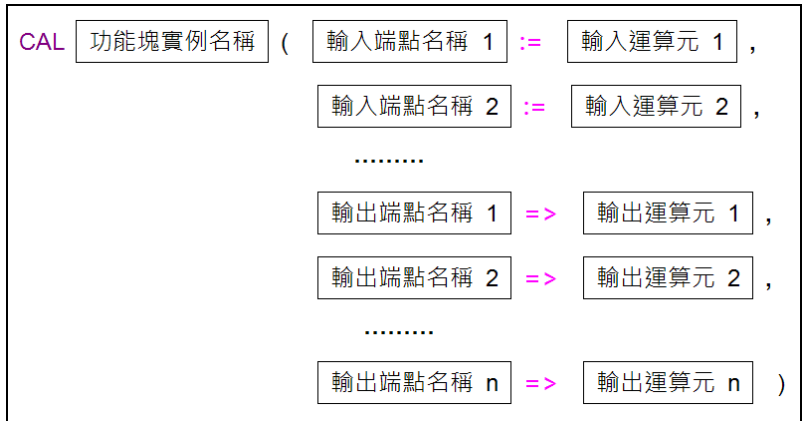 CAL 功能塊實例名稱 ( 輸入端點名稱 1 := 輸入運算元 1 ,
輸入端點名稱 2 := 輸入運算元 2 ,
.........
輸出端點名稱 1 => 輸出運算元 1 ,
輸出端點名稱 2 => 輸出運算元 2 ,
.........
輸出端點名稱 n => 輸出運算元 n )